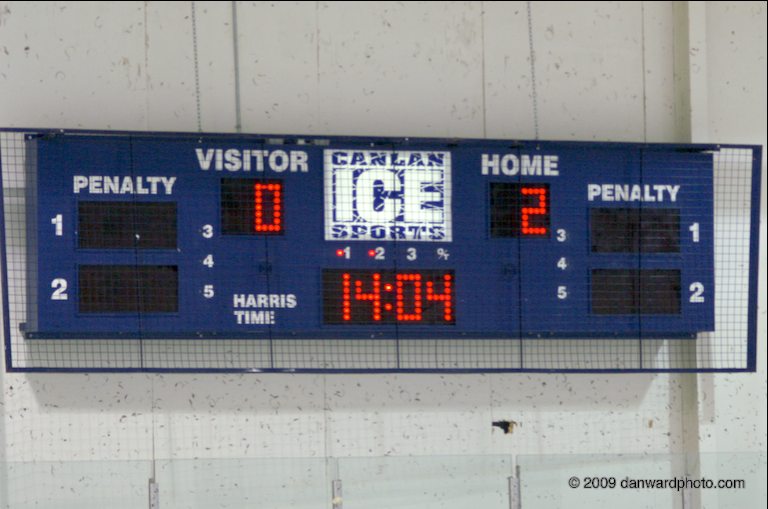 VISITOR
CANLAN
ICE
SPORTS
HOME
PENALTY
PENALTY
0
2
1
3
1 2 3 %
3
1
4
4
2
5
HARRIS
TIME
14:04
5
2
© 2009 danwardphoto.com